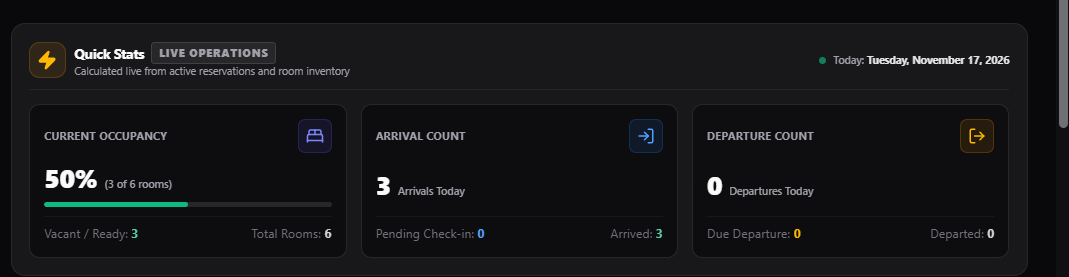 Quick Stats LIVE OPERATIONS
Calculated live from active reservations and room inventory
Today: Tuesday, November 17, 2026
CURRENT OCCUPANCY
50% (3 of 6 rooms)
Vacant / Ready: 3 Total Rooms: 6
ARRIVAL COUNT
3 Arrivals Today
Pending Check-in: 0 Arrived: 3
DEPARTURE COUNT
0 Departures Today
Due Departure: 0 Departed: 0